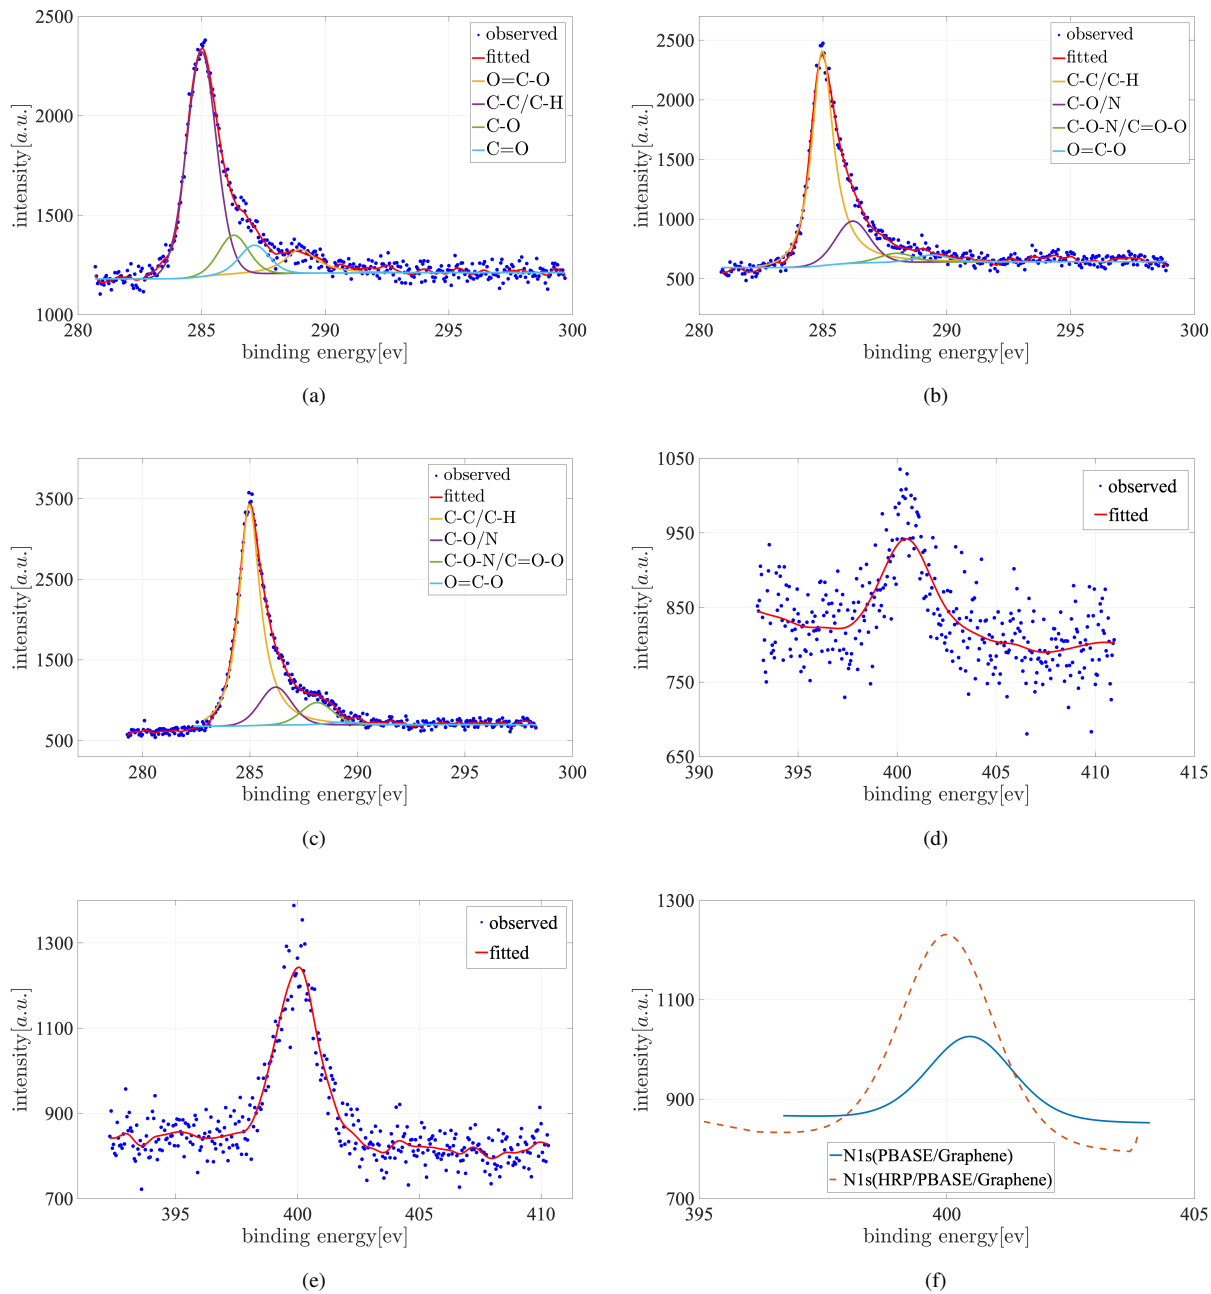 2500
2000
1500
1000
280
285
290
295
300
intensity[a.u.]
binding energy[ev]
observed
fitted
O=C-O
C-C/C-H
C-O
C=O
(a)
2500
2000
1500
1000
500
280
285
290
295
300
intensity[a.u.]
binding energy[ev]
observed
fitted
C-C/C-H
C-O/N
C-O-N/C=O-O
O=C-O
(b)
3500
2500
1500
500
280
285
290
295
300
intensity[a.u.]
binding energy[ev]
observed
fitted
C-C/C-H
C-O/N
C-O-N/C=O-O
O=C-O
(c)
1050
950
850
750
650
390
395
400
405
410
415
intensity[a.u.]
binding energy[ev]
observed
fitted
(d)
1300
1100
900
700
395
400
405
410
intensity[a.u.]
binding energy[ev]
observed
fitted
(e)
1300
1100
900
700
395
400
405
intensity[a.u.]
binding energy[ev]
N1s(PBASE/Graphene)
N1s(HRP/PBASE/Graphene)
(f)